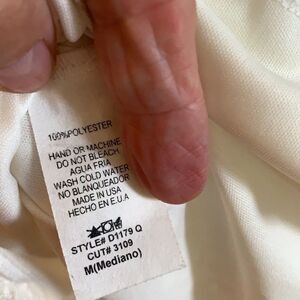 100%POLYESTER
HAND OR MACHINE
DO NOT BLEACH
AGUA FRIA
WASH COLD WATER
NO BLANQUEADOR
MADE IN USA
HECHO EN E.U.A
STYLE# D1179 Q
CUT# 3109
M(Mediano)